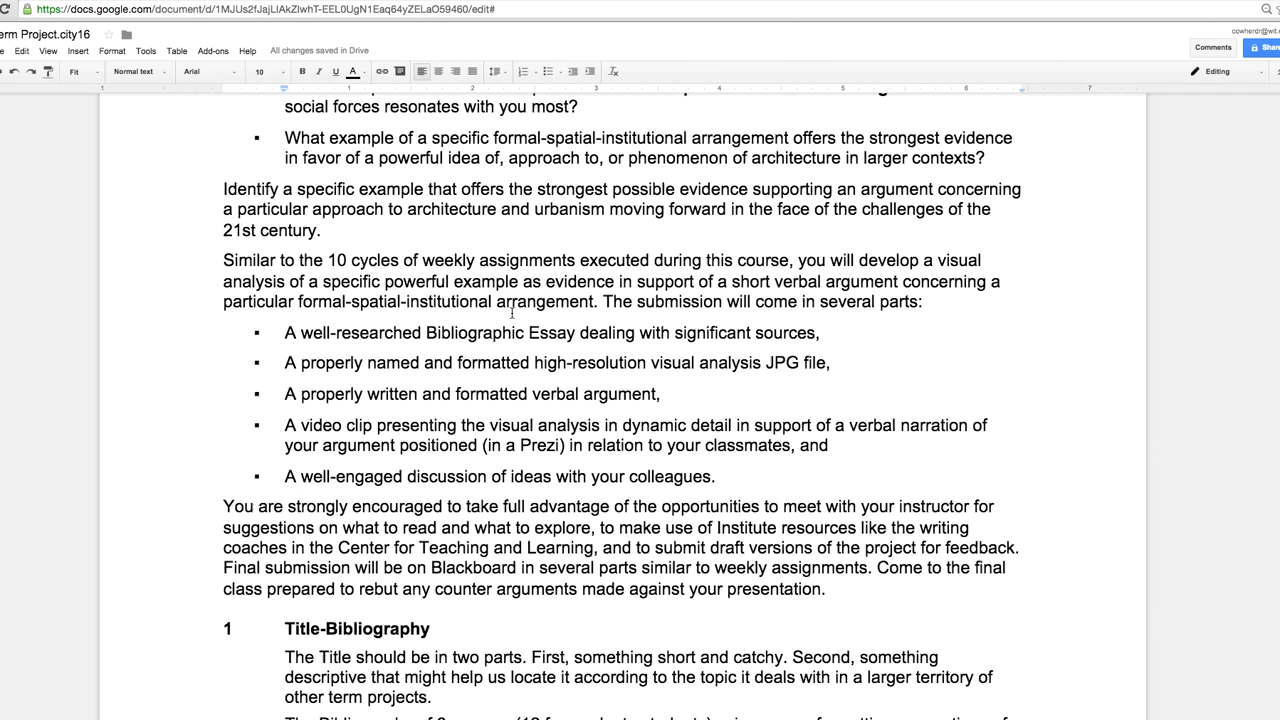 https://docs.google.com/document/d/1MJUs2fJajLIAkZlwhT-EEL0UgN1Eaq64yZELaO59460/edit#
erm Project.city16
cowherdr@wit.
Edit View Insert Format Tools Table Add-ons Help All changes saved in Drive
Comments Shar
Fit Normal text Arial 10 B I U A Editing
1 1 2 3 4 5 6 7
social forces resonates with you most?
▪ What example of a specific formal-spatial-institutional arrangement offers the strongest evidence
in favor of a powerful idea of, approach to, or phenomenon of architecture in larger contexts?
Identify a specific example that offers the strongest possible evidence supporting an argument concerning
a particular approach to architecture and urbanism moving forward in the face of the challenges of the
21st century.
Similar to the 10 cycles of weekly assignments executed during this course, you will develop a visual
analysis of a specific powerful example as evidence in support of a short verbal argument concerning a
particular formal-spatial-institutional arrangement. The submission will come in several parts:
▪ A well-researched Bibliographic Essay dealing with significant sources,
▪ A properly named and formatted high-resolution visual analysis JPG file,
▪ A properly written and formatted verbal argument,
▪ A video clip presenting the visual analysis in dynamic detail in support of a verbal narration of
your argument positioned (in a Prezi) in relation to your classmates, and
▪ A well-engaged discussion of ideas with your colleagues.
You are strongly encouraged to take full advantage of the opportunities to meet with your instructor for
suggestions on what to read and what to explore, to make use of Institute resources like the writing
coaches in the Center for Teaching and Learning, and to submit draft versions of the project for feedback.
Final submission will be on Blackboard in several parts similar to weekly assignments. Come to the final
class prepared to rebut any counter arguments made against your presentation.
1 Title-Bibliography
The Title should be in two parts. First, something short and catchy. Second, something
descriptive that might help us locate it according to the topic it deals with in a larger territory of
other term projects.